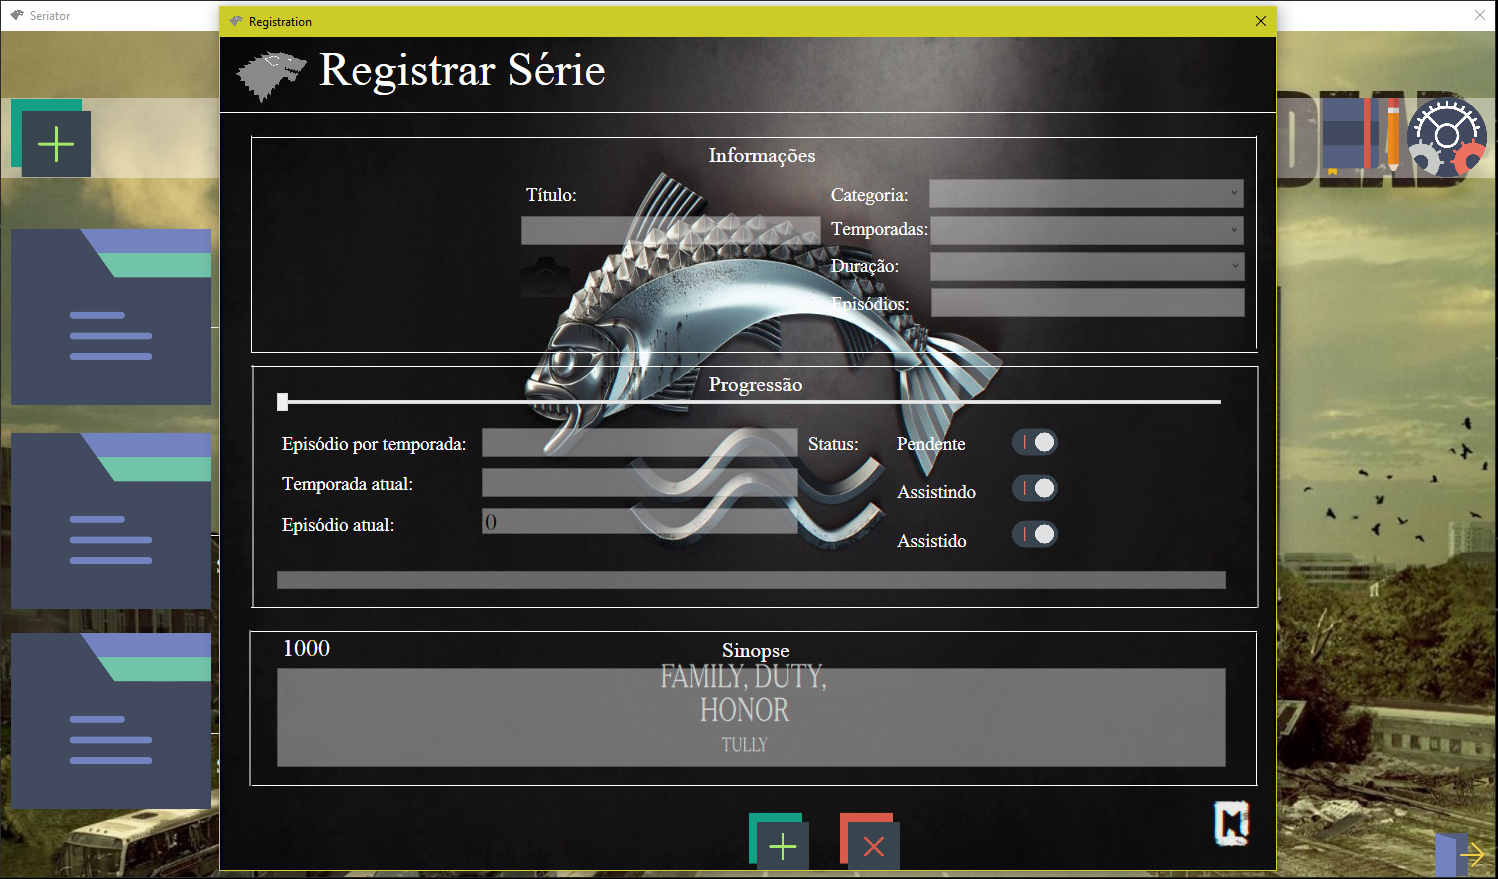 Seriator
Registration
Registrar Série
Informações
Título:
Categoria:
Temporadas:
Duração:
Episódios:
Progressão
Episódio por temporada:
Status:
Pendente
Temporada atual:
Assistindo
Episódio atual:
0
Assistido
1000
Sinopse
FAMILY, DUTY,
HONOR
TULLY
DEAD